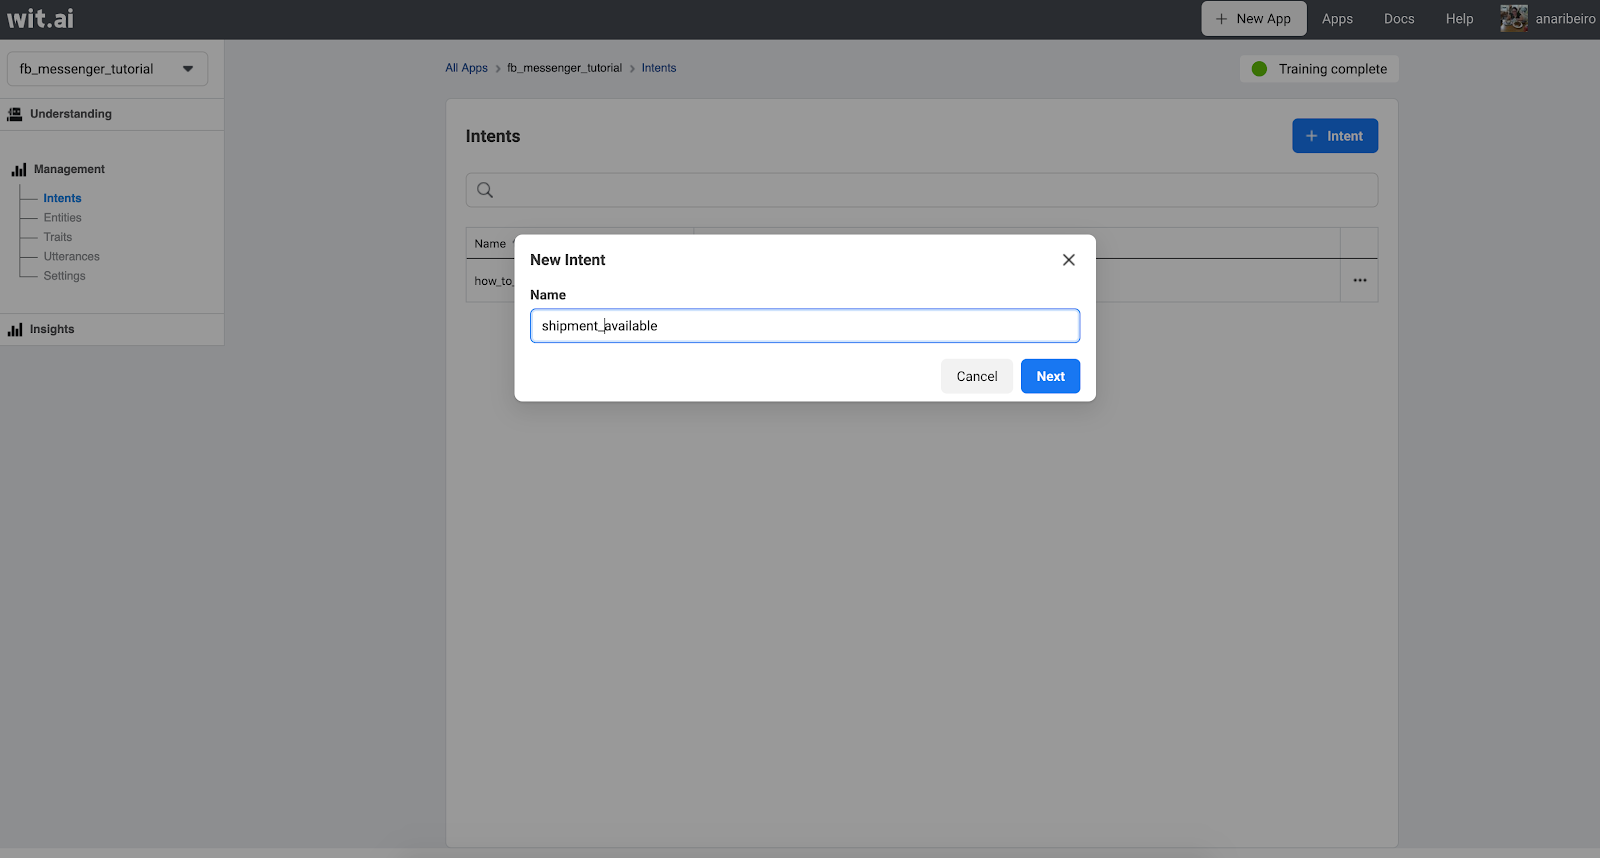 wit.ai
New App Apps Docs Help anaribeiro
fb_messenger_tutorial
All Apps > fb_messenger_tutorial > Intents
Training complete
Understanding
Management
Intents
Entities
Traits
Utterances
Settings
Insights
Intents
+ Intent
Name
how_to_
New Intent
Name
shipment_available
Cancel
Next